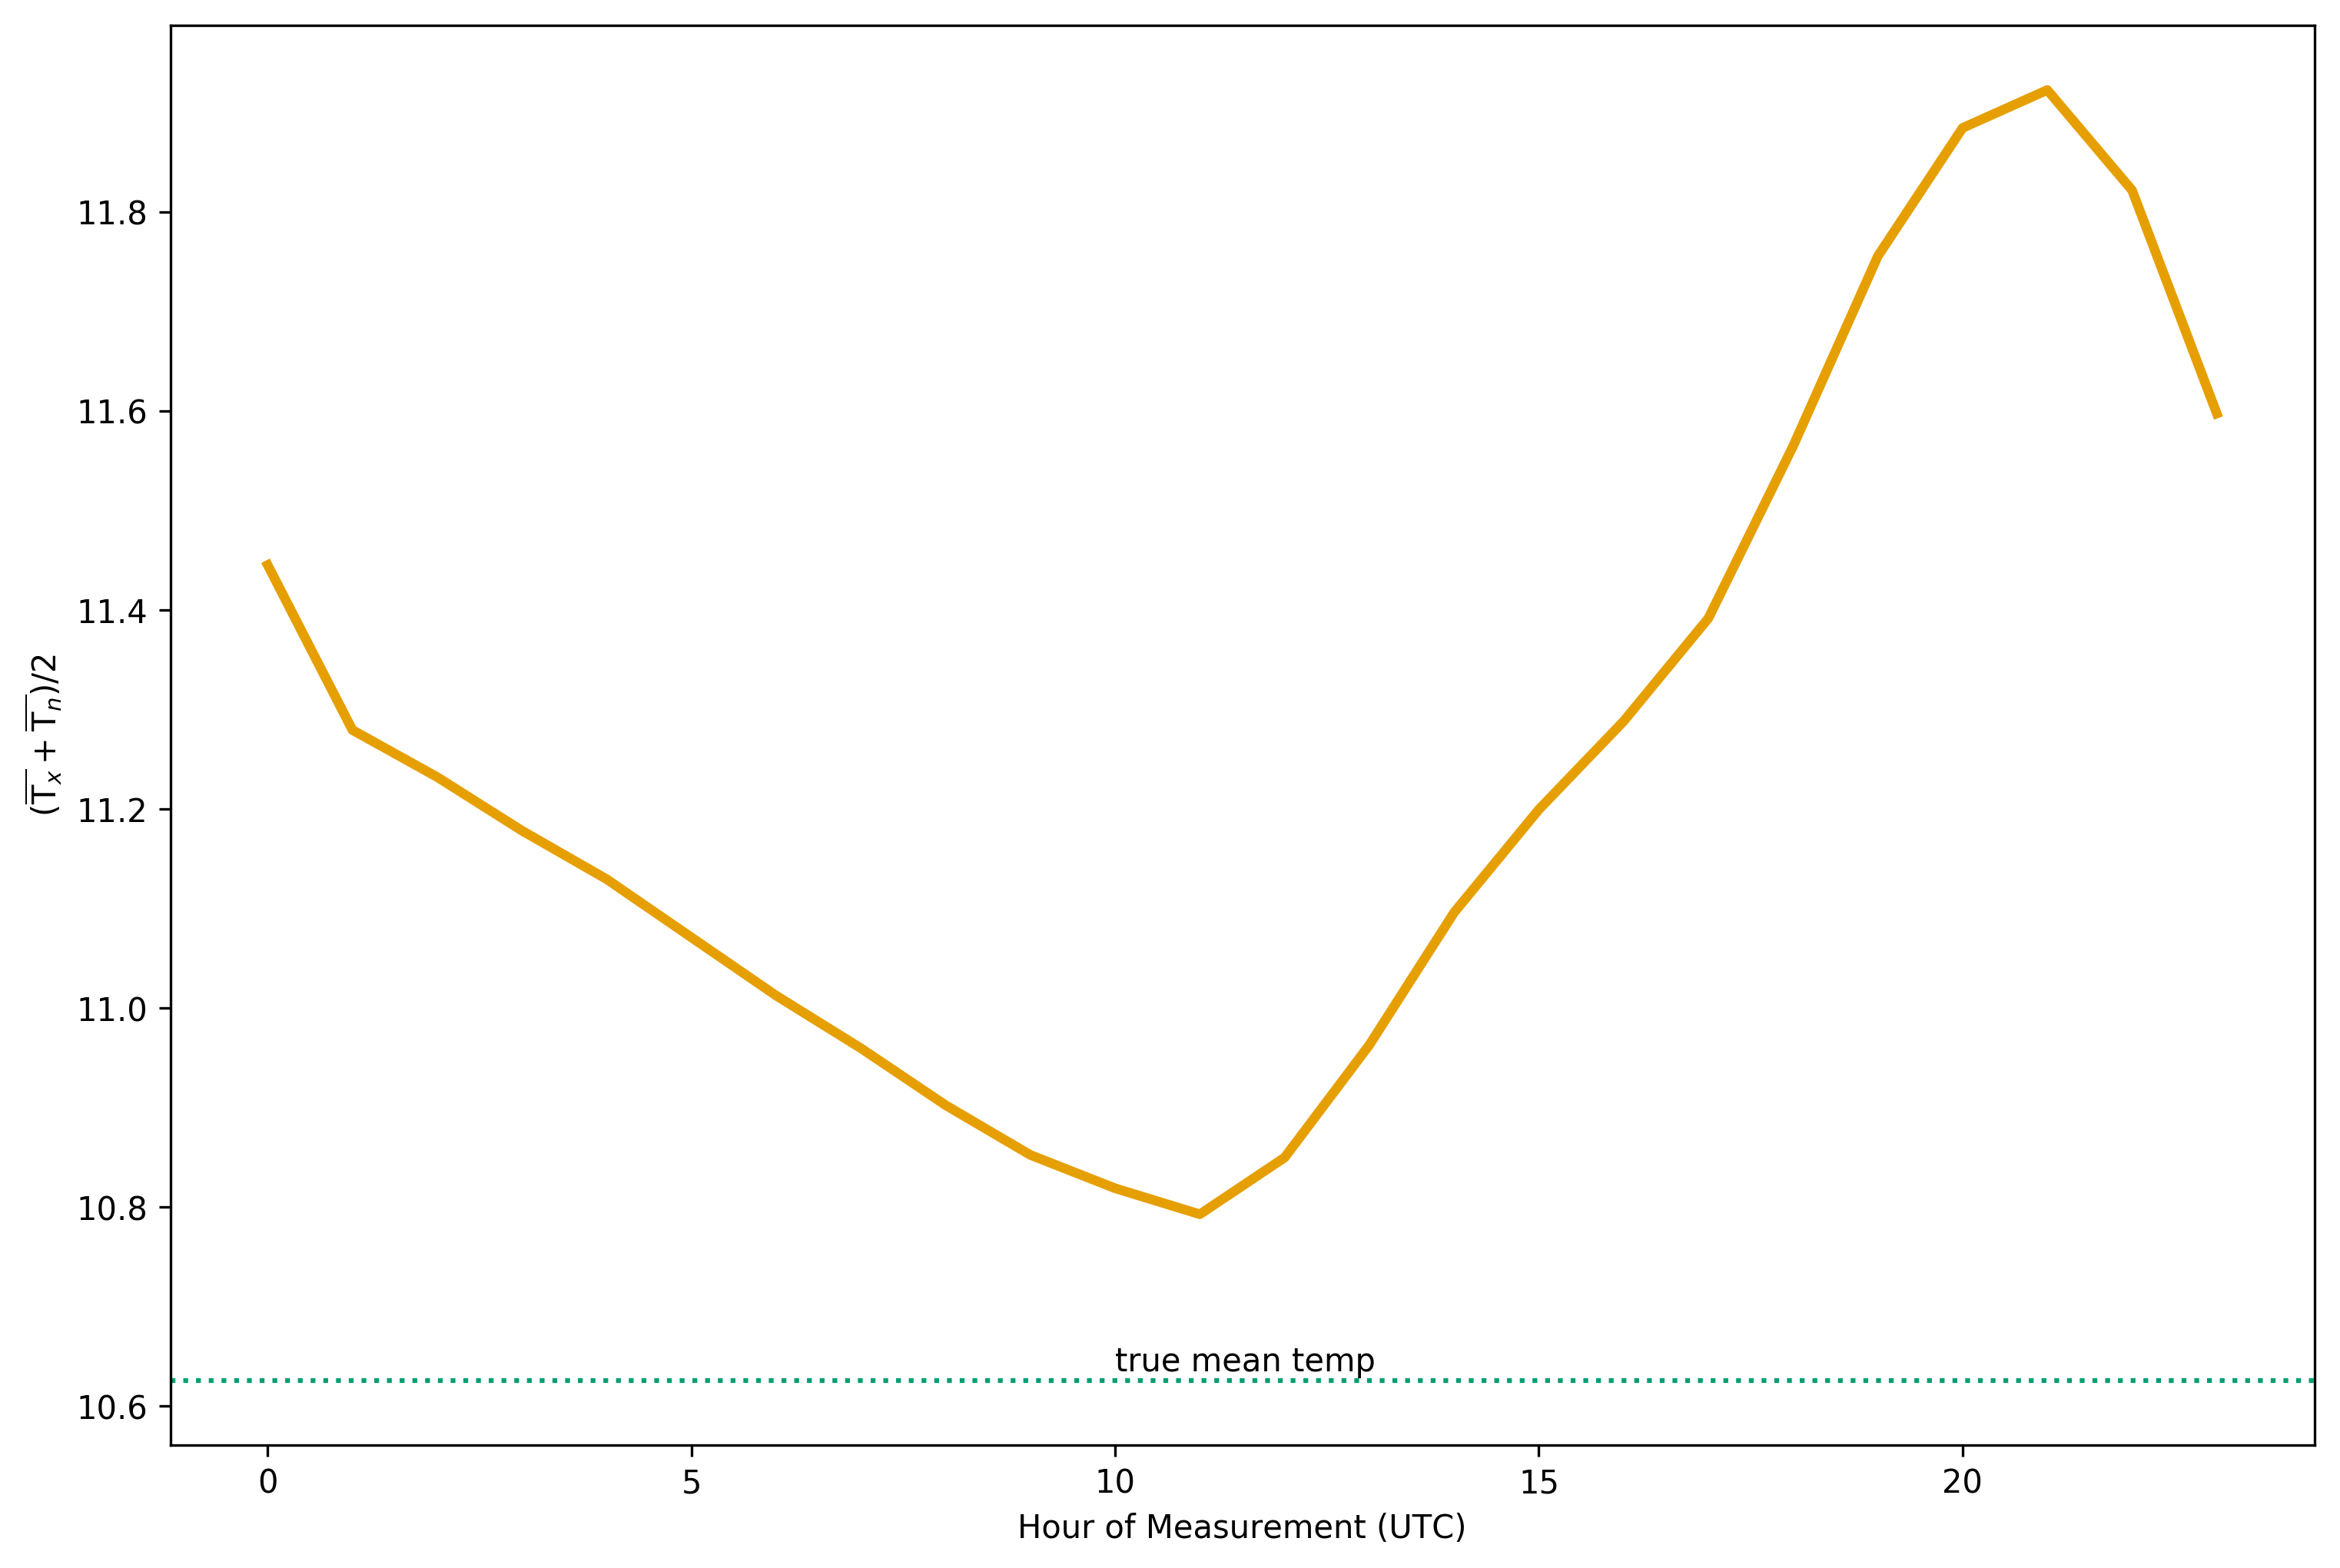 11.8
11.6
11.4
11.2
11.0
10.8
10.6
(T̅ₓ + T̅ₙ)/2
true mean temp
0 5 10 15 20
Hour of Measurement (UTC)